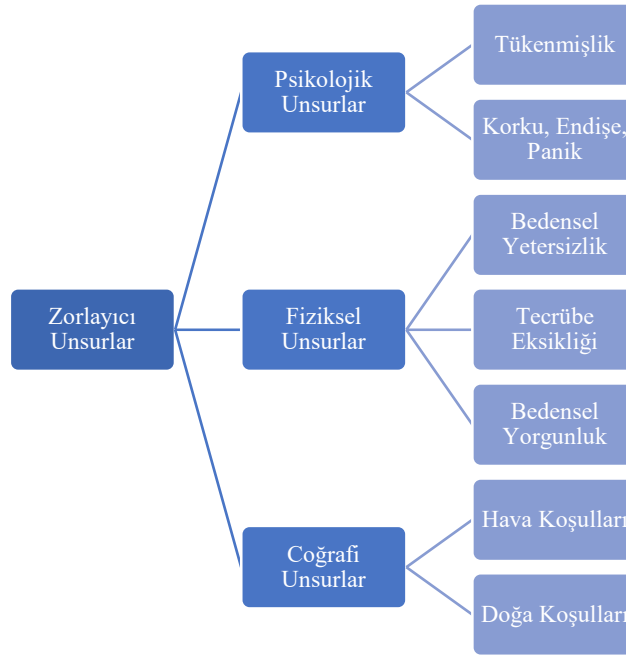 Zorlayıcı
Unsurlar
Psikolojik
Unsurlar
Tükenmişlik
Korku, Endişe,
Panik
Fiziksel
Unsurlar
Bedensel
Yetersizlik
Tecrübe
Eksikliği
Bedensel
Yorgunluk
Coğrafi
Unsurlar
Hava Koşulları
Doğa Koşulları